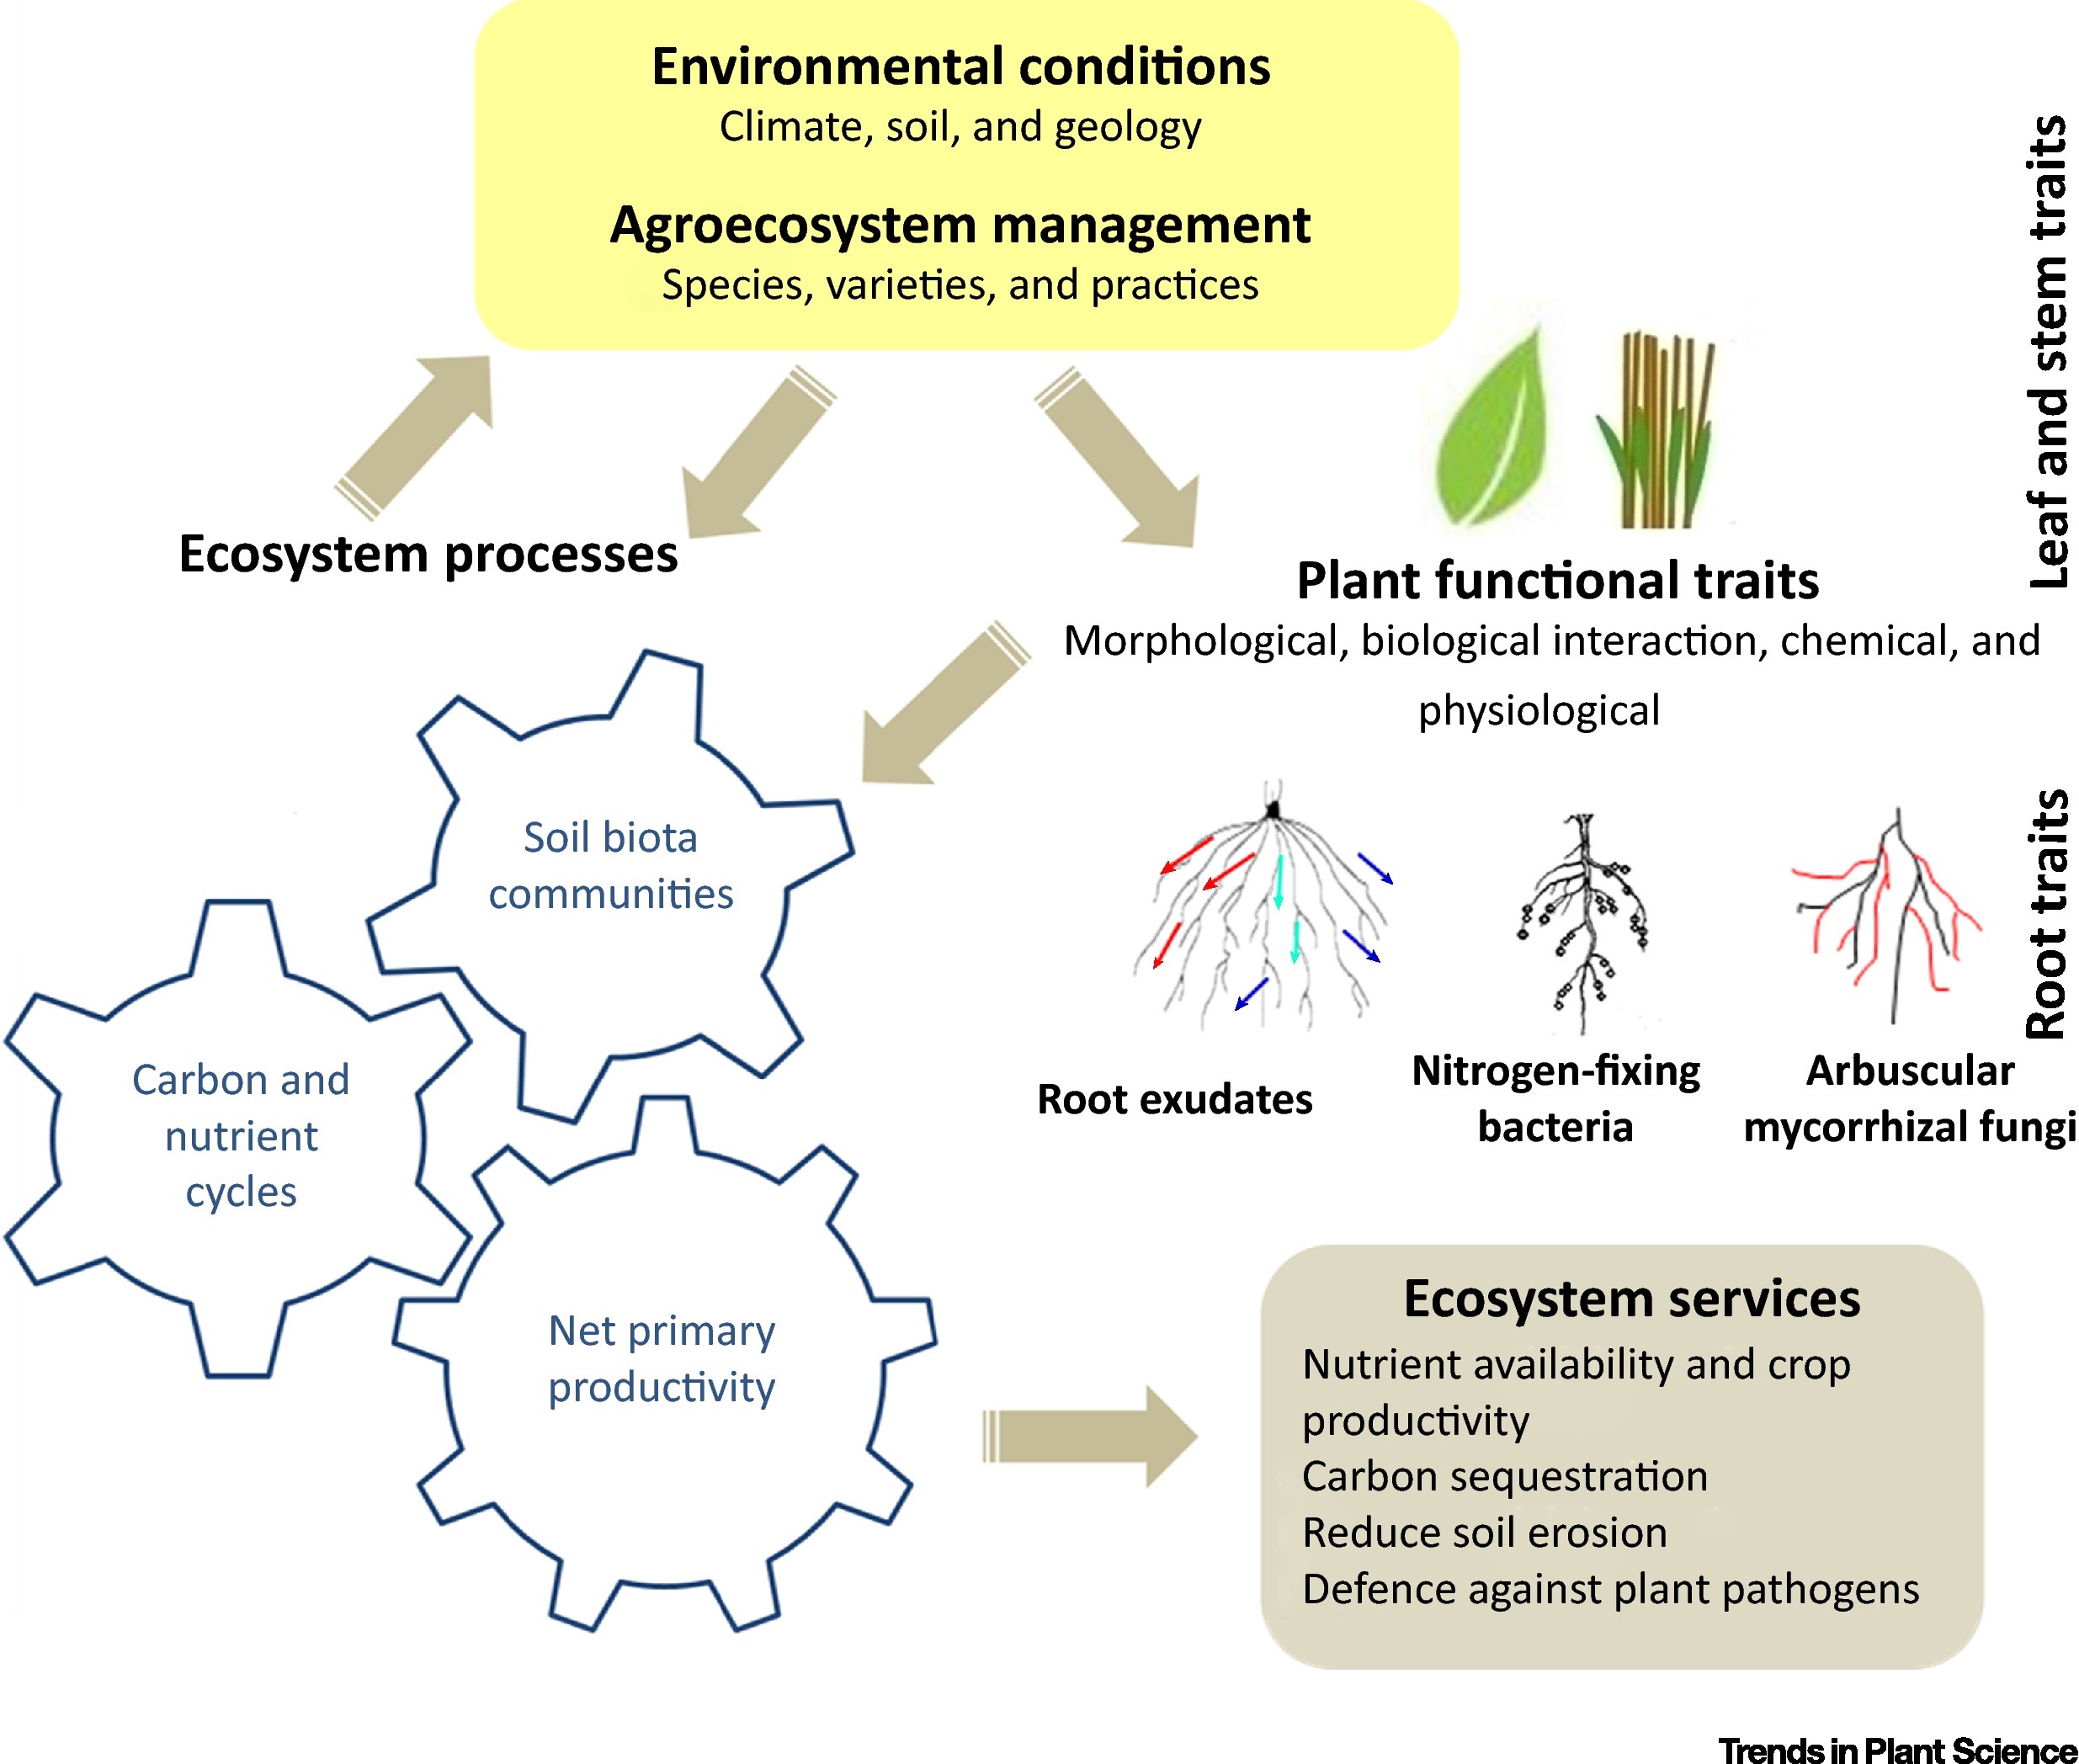 Environmental conditions
Climate, soil, and geology
Agroecosystem management
Species, varieties, and practices
Leaf and stem traits
Ecosystem processes
Plant functional traits
Morphological, biological interaction, chemical, and
physiological
Soil biota
communities
Carbon and
nutrient
cycles
Net primary
productivity
Root traits
Root exudates
Nitrogen-fixing
bacteria
Arbuscular
mycorrhizal fungi
Ecosystem services
Nutrient availability and crop
productivity
Carbon sequestration
Reduce soil erosion
Defence against plant pathogens
Trends in Plant Science